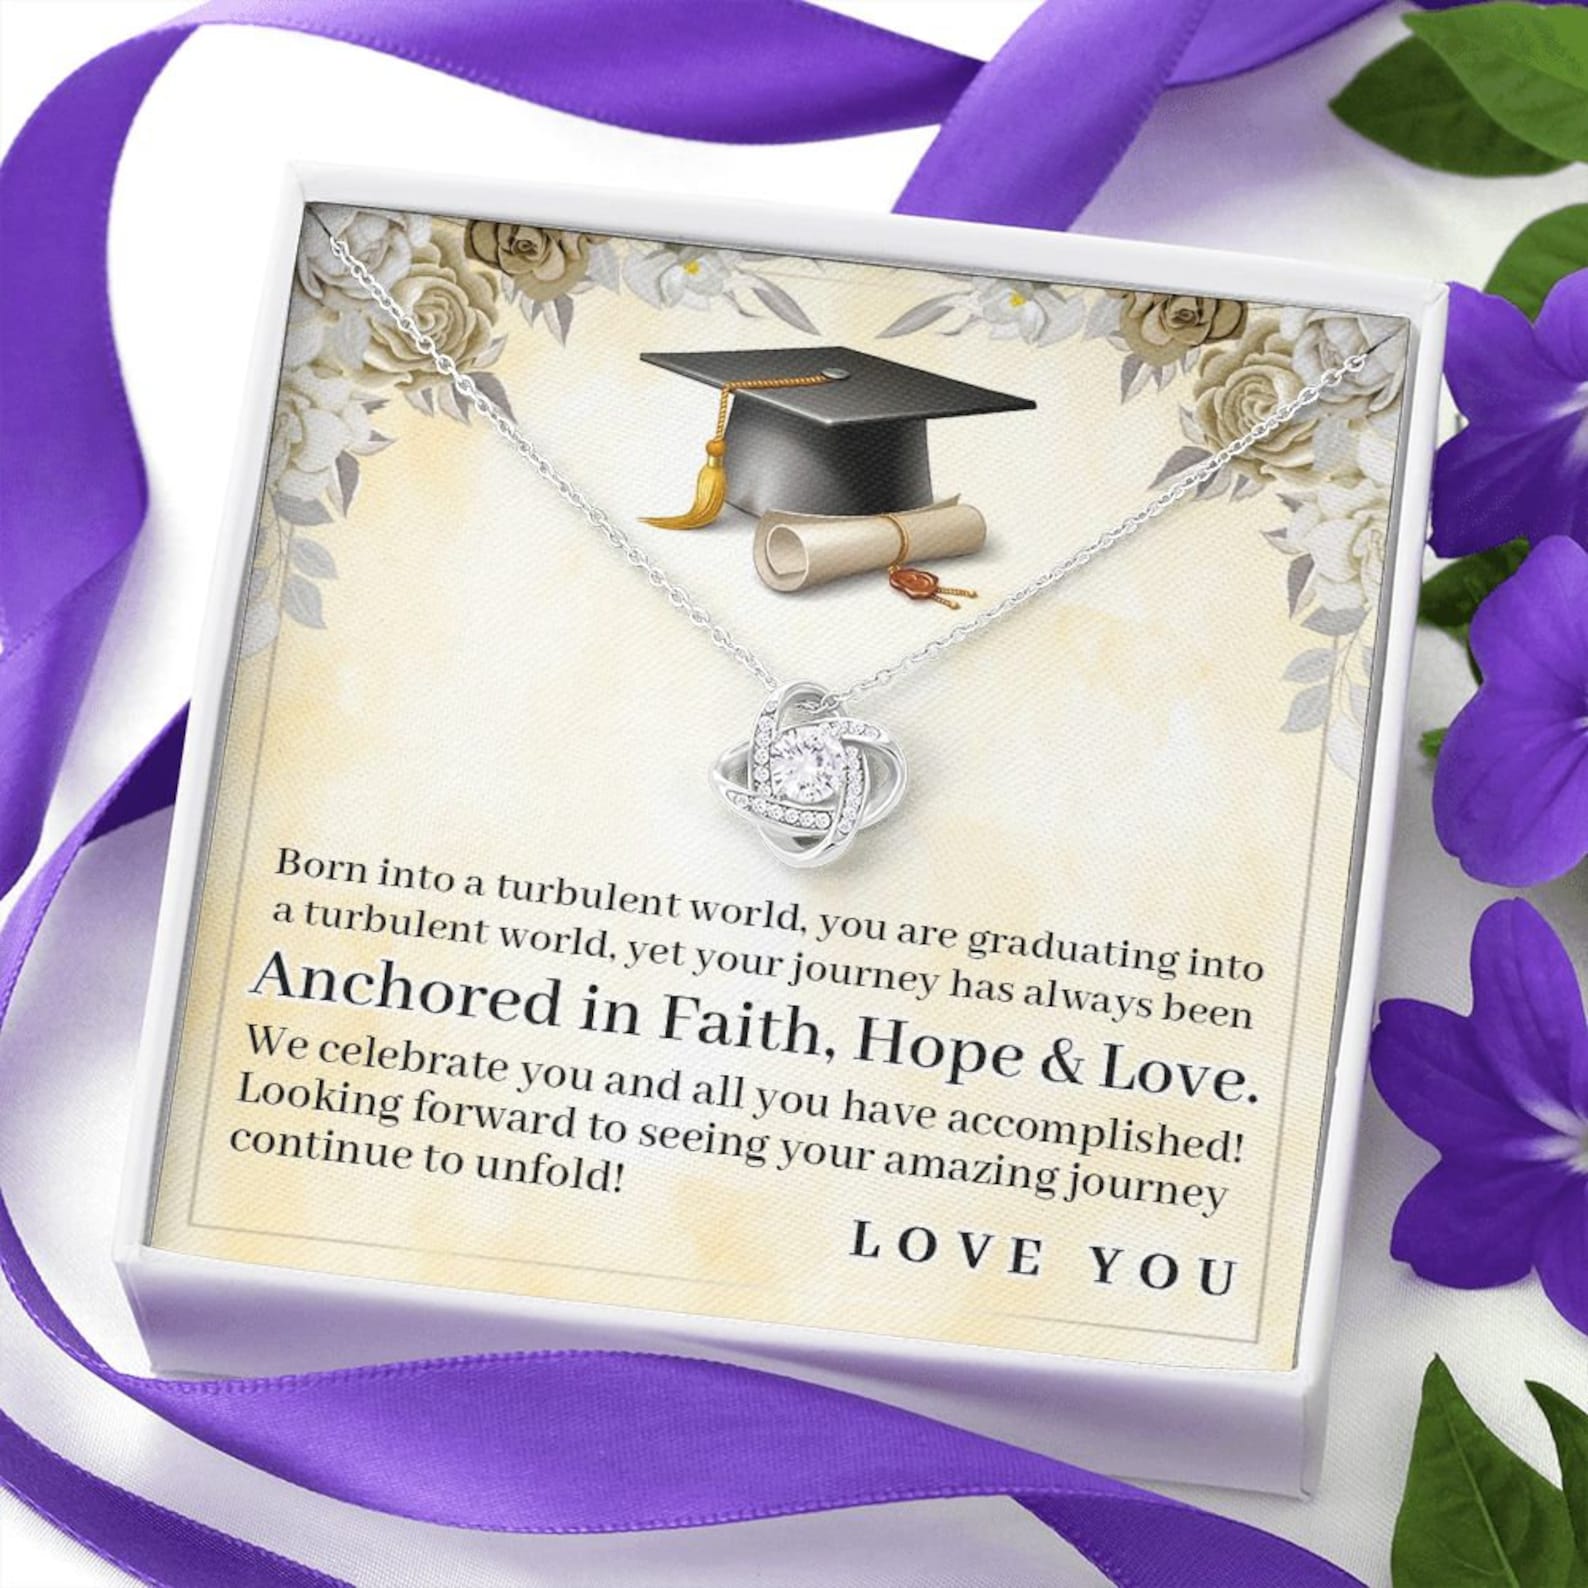 Born into a turbulent world, you are graduating into
a turbulent world, yet your journey has always been
Anchored in Faith, Hope & Love.
We celebrate you and all you have accomplished!
Looking forward to seeing your amazing journey
continue to unfold!
LOVE YOU